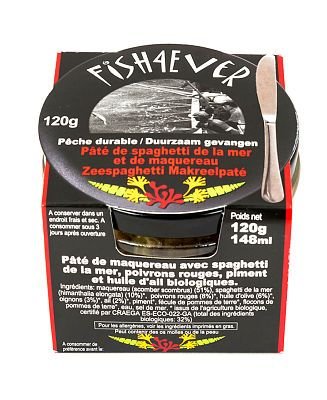 FISH4EVER
120g
Pêche durable / Duurzaam gevangen
Pâté de spaghetti de la mer
et de maquereau
Zeespaghetti Makreelpaté
A conserver dans un
endroit frais et sec. A
consommer sous 3
jours après ouverture
Poids net
120g
148ml
Pâté de maquereau avec spaghetti
de la mer, poivrons rouges, piment
et huile d'ail biologiques.
Ingrédients: maquereau (scomber scombrus) (51%), spaghetti de la mer
(himanthalia elongata) (10%)*, poivrons rouges (8%)*, huile d'olive (6%)*,
oignons (3%)*, ail (2%)*, piment*, fécule de pommes de terre*, flocons de
pommes de terre*, eau, sel de mer. * issus de l'agriculture biologique,
certifié par CRAEGA ES-ECO-022-GA (total des ingrédients
biologiques: 32%)
Pour les allergènes, voir les ingrédients imprimés en gras.
Peut contenir des os molles ou de la peau
A consommer de
préférence avant le: